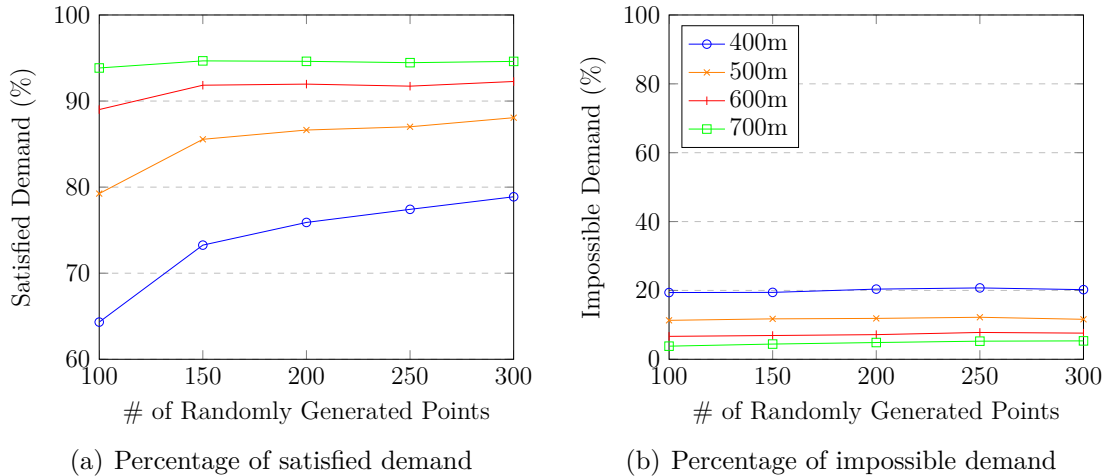 100
90
80
70
60
Satisfied Demand (%)
100 150 200 250 300
# of Randomly Generated Points
(a) Percentage of satisfied demand
100
80
60
40
20
0
Impossible Demand (%)
400m
500m
600m
700m
100 150 200 250 300
# of Randomly Generated Points
(b) Percentage of impossible demand